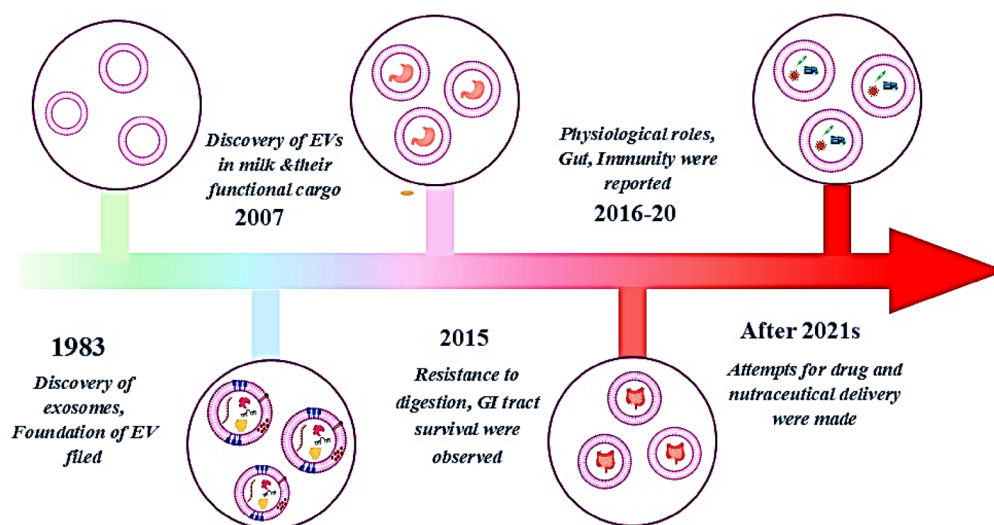 Discovery of EVs
in milk &their
functional cargo
2007
Physiological roles,
Gut, Immunity were
reported
2016-20
1983
Discovery of
exosomes,
Foundation of EV
filed
2015
Resistance to
digestion, GI tract
survival were
observed
After 2021s
Attempts for drug and
nutraceutical delivery
were made